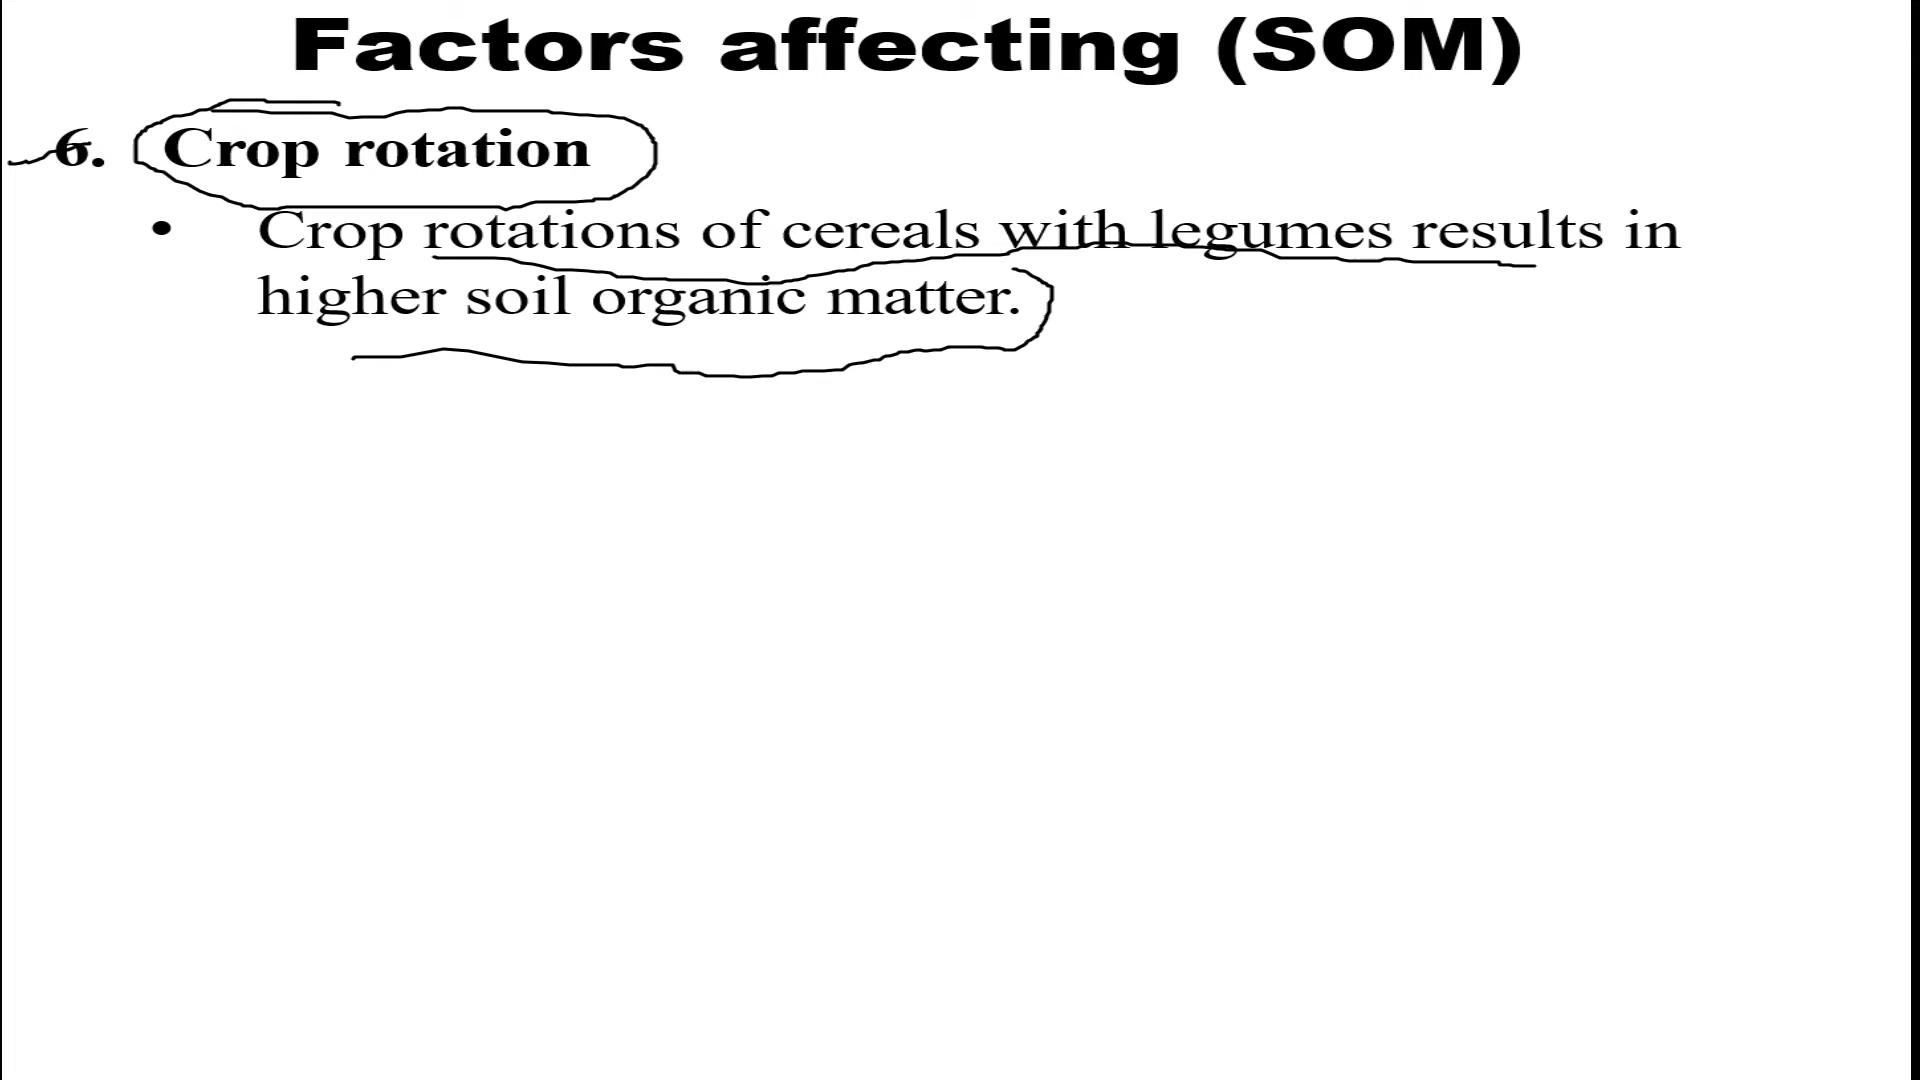 Factors affecting (SOM)
6. Crop rotation
• Crop rotations of cereals with legumes results in
higher soil organic matter.